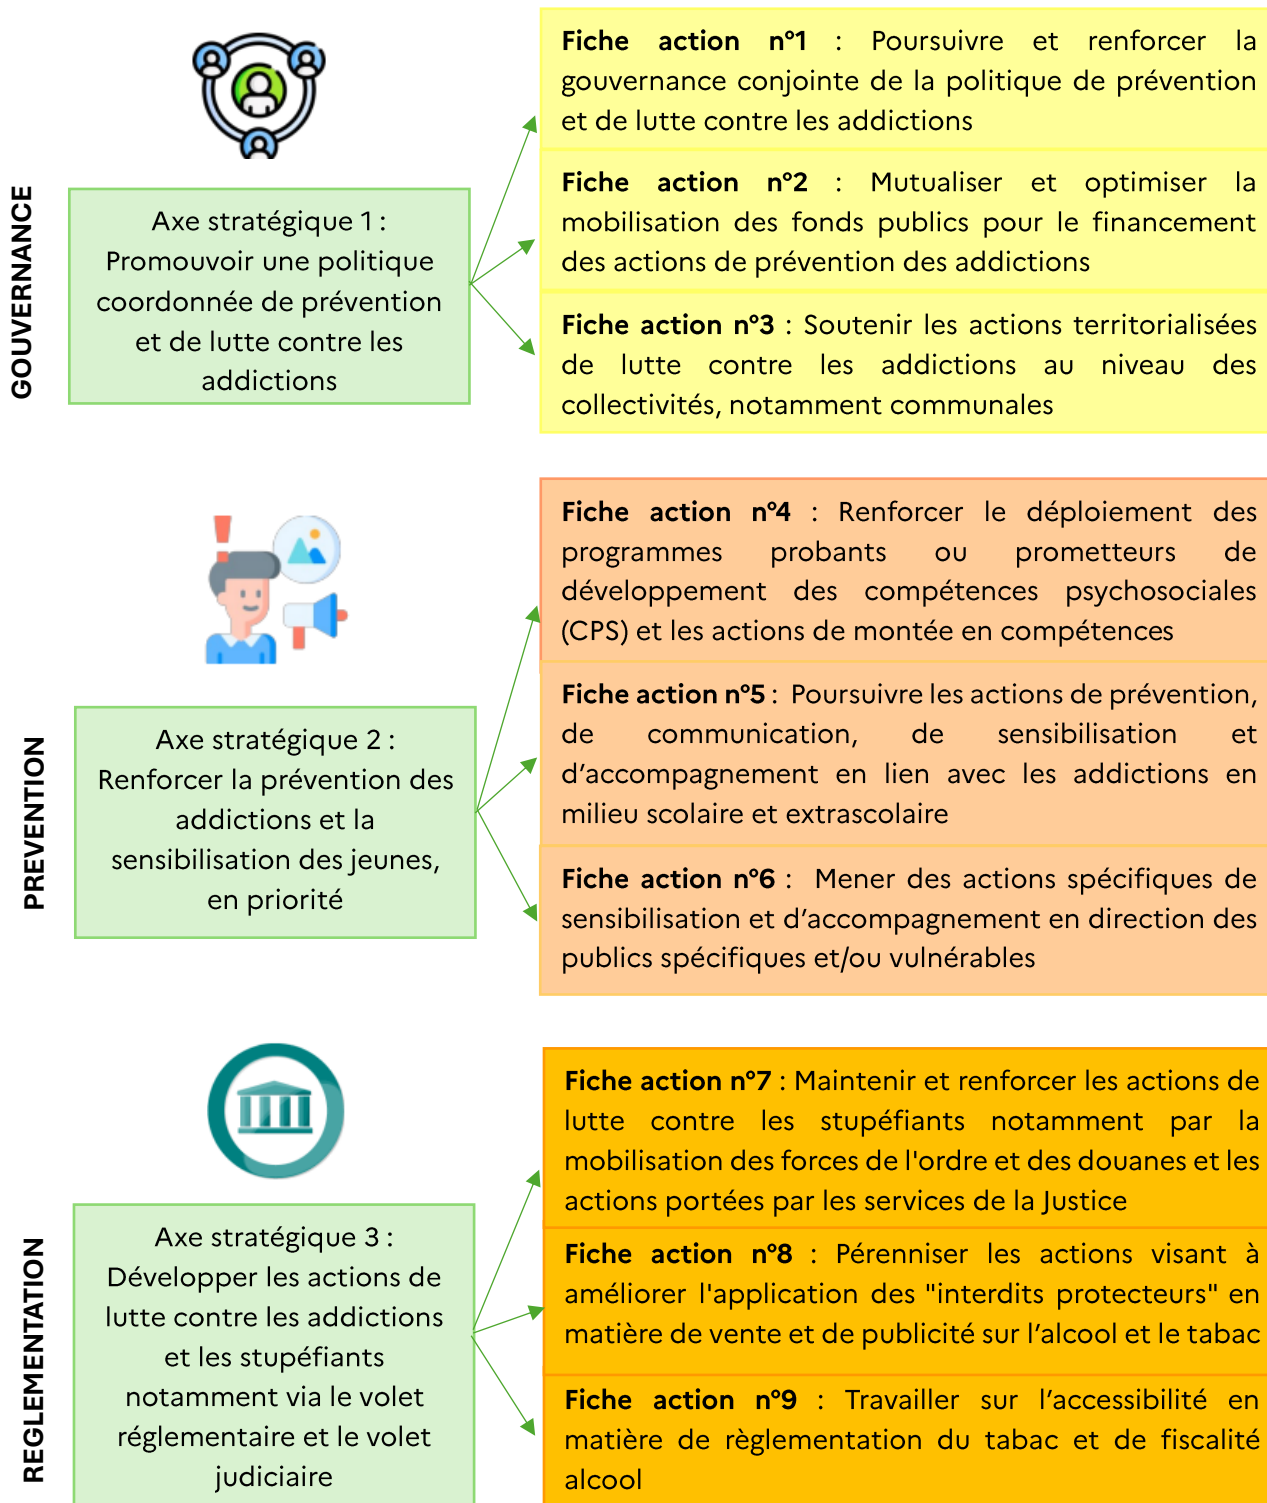 GOUVERNANCE
Axe stratégique 1 :
Promouvoir une politique
coordonnée de prévention
et de lutte contre les
addictions
Fiche action n°1 : Poursuivre et renforcer la
gouvernance conjointe de la politique de prévention
et de lutte contre les addictions
Fiche action n°2 : Mutualiser et optimiser la
mobilisation des fonds publics pour le financement
des actions de prévention des addictions
Fiche action n°3 : Soutenir les actions territorialisées
de lutte contre les addictions au niveau des
collectivités, notamment communales
PREVENTION
Axe stratégique 2 :
Renforcer la prévention des
addictions et la
sensibilisation des jeunes,
en priorité
Fiche action n°4 : Renforcer le déploiement des
programmes probants ou prometteurs de
développement des compétences psychosociales
(CPS) et les actions de montée en compétences
Fiche action n°5 : Poursuivre les actions de prévention,
de communication, de sensibilisation et
d’accompagnement en lien avec les addictions en
milieu scolaire et extrascolaire
Fiche action n°6 : Mener des actions spécifiques de
sensibilisation et d’accompagnement en direction des
publics spécifiques et/ou vulnérables
REGLEMENTATION
Axe stratégique 3 :
Développer les actions de
lutte contre les addictions
et les stupéfiants
notamment via le volet
réglementaire et le volet
judiciaire
Fiche action n°7 : Maintenir et renforcer les actions de
lutte contre les stupéfiants notamment par la
mobilisation des forces de l'ordre et des douanes et les
actions portées par les services de la Justice
Fiche action n°8 : Pérenniser les actions visant à
améliorer l'application des "interdits protecteurs" en
matière de vente et de publicité sur l’alcool et le tabac
Fiche action n°9 : Travailler sur l’accessibilité en
matière de règlementation du tabac et de fiscalité
alcool